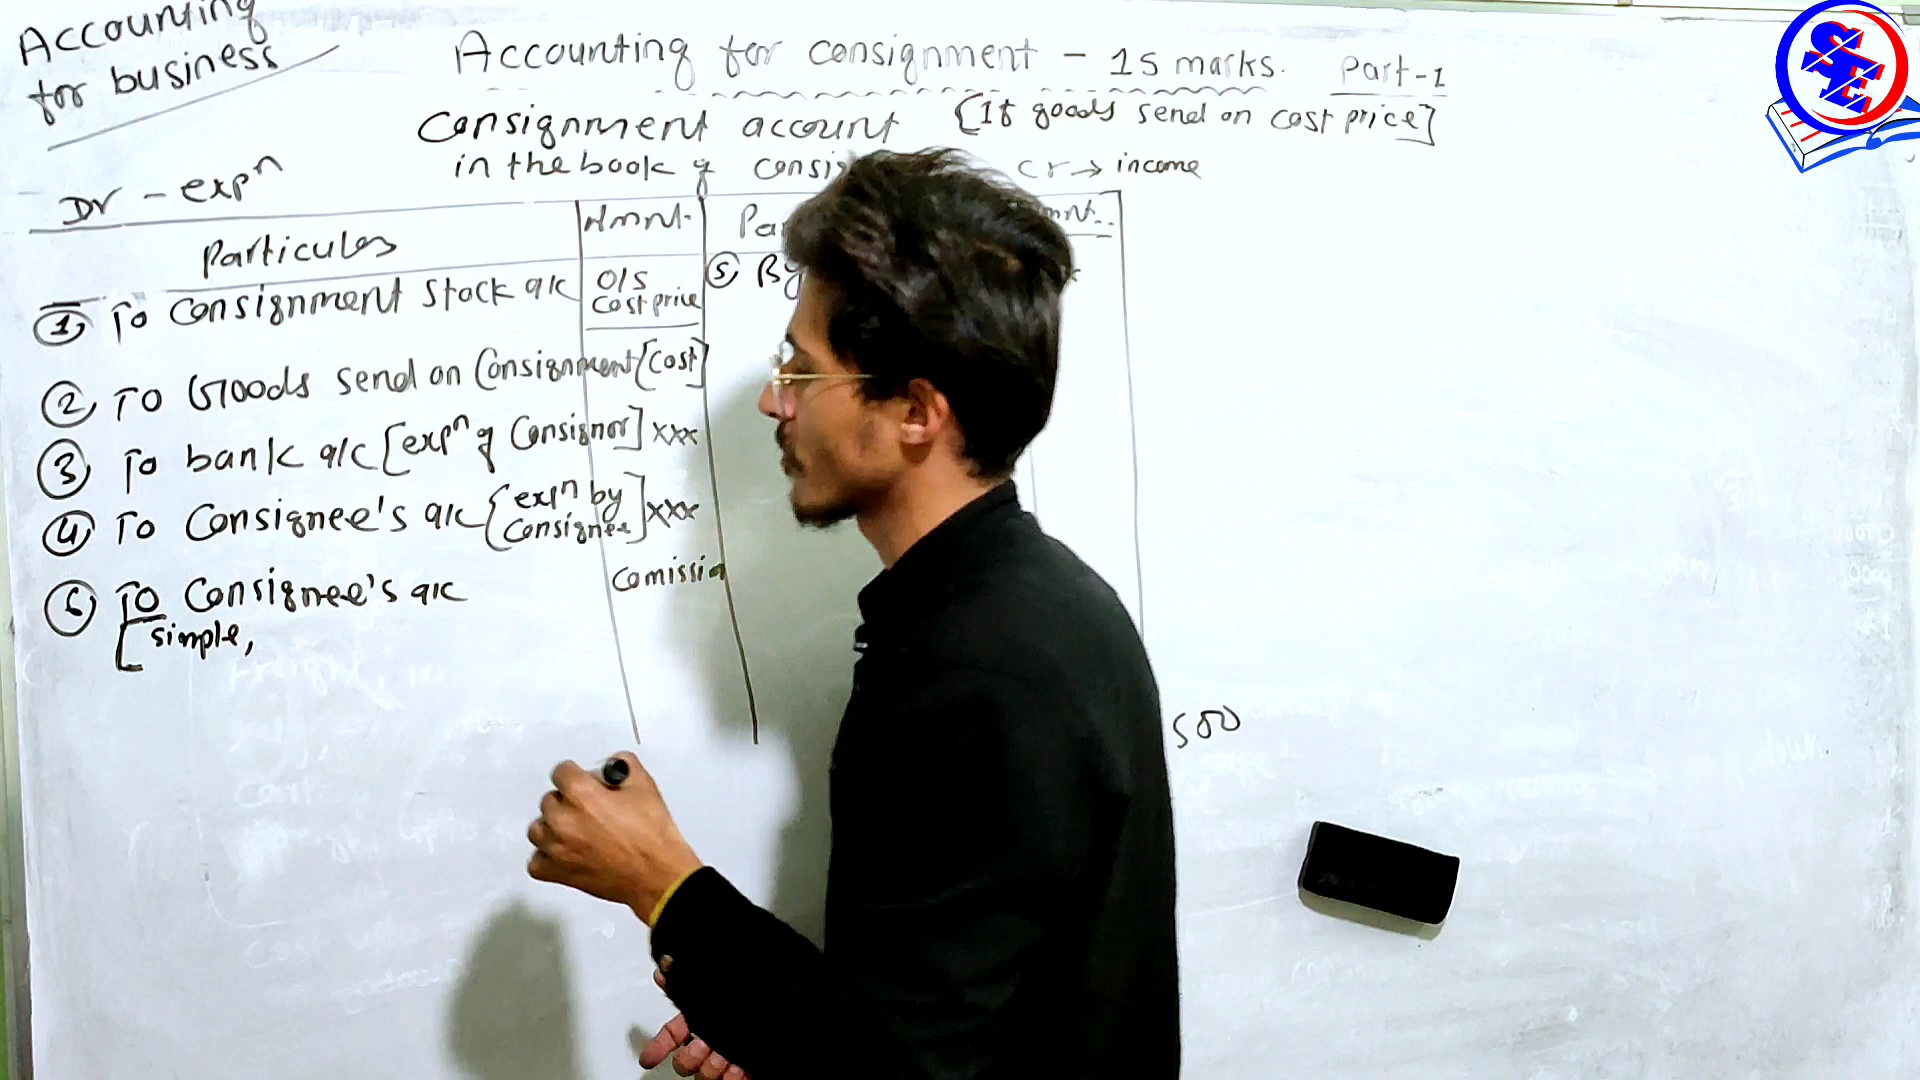 Accounting
for business
Accounting for consignment - 15 marks. Part-1
Consignment account [If goods send on cost price]
in the book of
Dr - expn
Cr → income
Particules
Amnt.
① To Consignment Stock a/c O/S
Cost price
⑤ By
② To Goods send on Consignment [cost]
③ To bank a/c [expn of Consignor] xxx
④ To Consignee's a/c [expn by
Consignee] xxx
⑥ To Consignee's a/c Comissio
[simple,
500
SSE